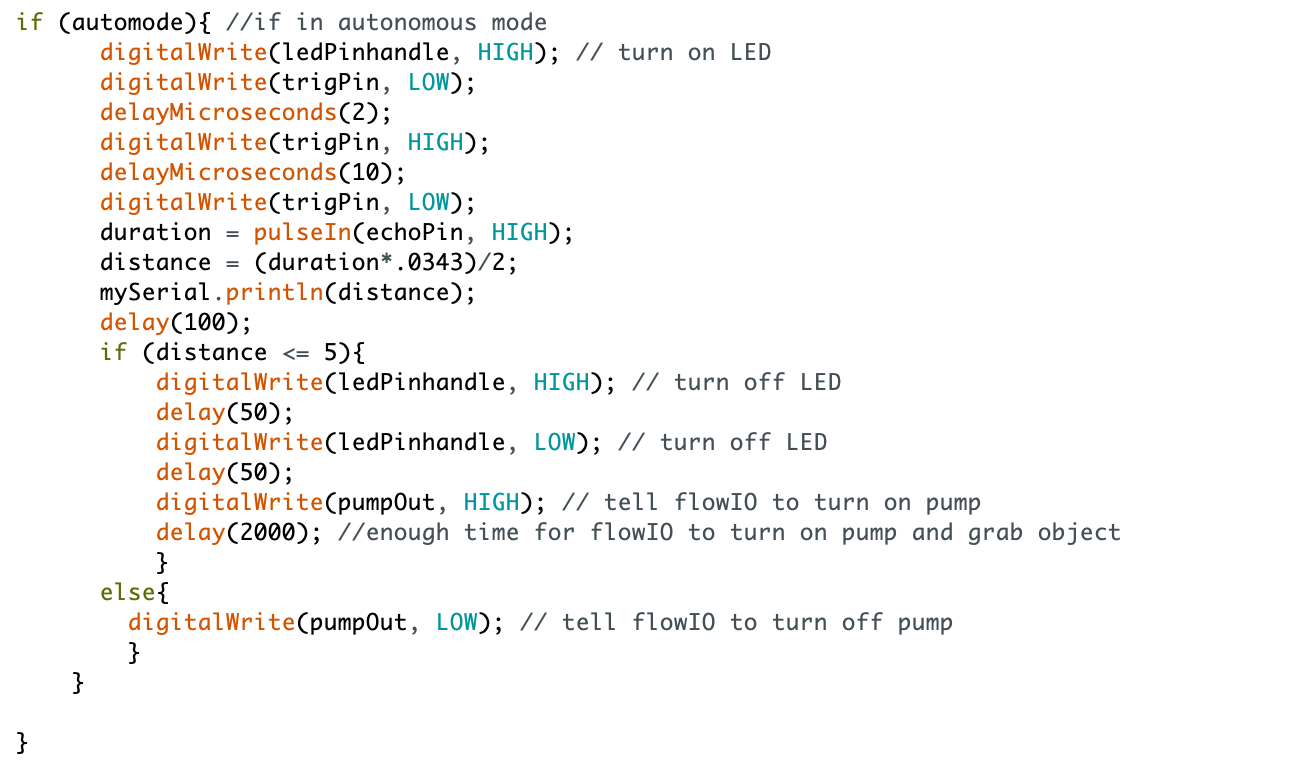 if (automode){ //if in autonomous mode
digitalWrite(ledPinhandle, HIGH); // turn on LED
digitalWrite(trigPin, LOW);
delayMicroseconds(2);
digitalWrite(trigPin, HIGH);
delayMicroseconds(10);
digitalWrite(trigPin, LOW);
duration = pulseIn(echoPin, HIGH);
distance = (duration*.0343)/2;
mySerial.println(distance);
delay(100);
if (distance <= 5){
digitalWrite(ledPinhandle, HIGH); // turn off LED
delay(50);
digitalWrite(ledPinhandle, LOW); // turn off LED
delay(50);
digitalWrite(pumpOut, HIGH); // tell flowIO to turn on pump
delay(2000); //enough time for flowIO to turn on pump and grab object
}
else{
digitalWrite(pumpOut, LOW); // tell flowIO to turn off pump
}
}
}